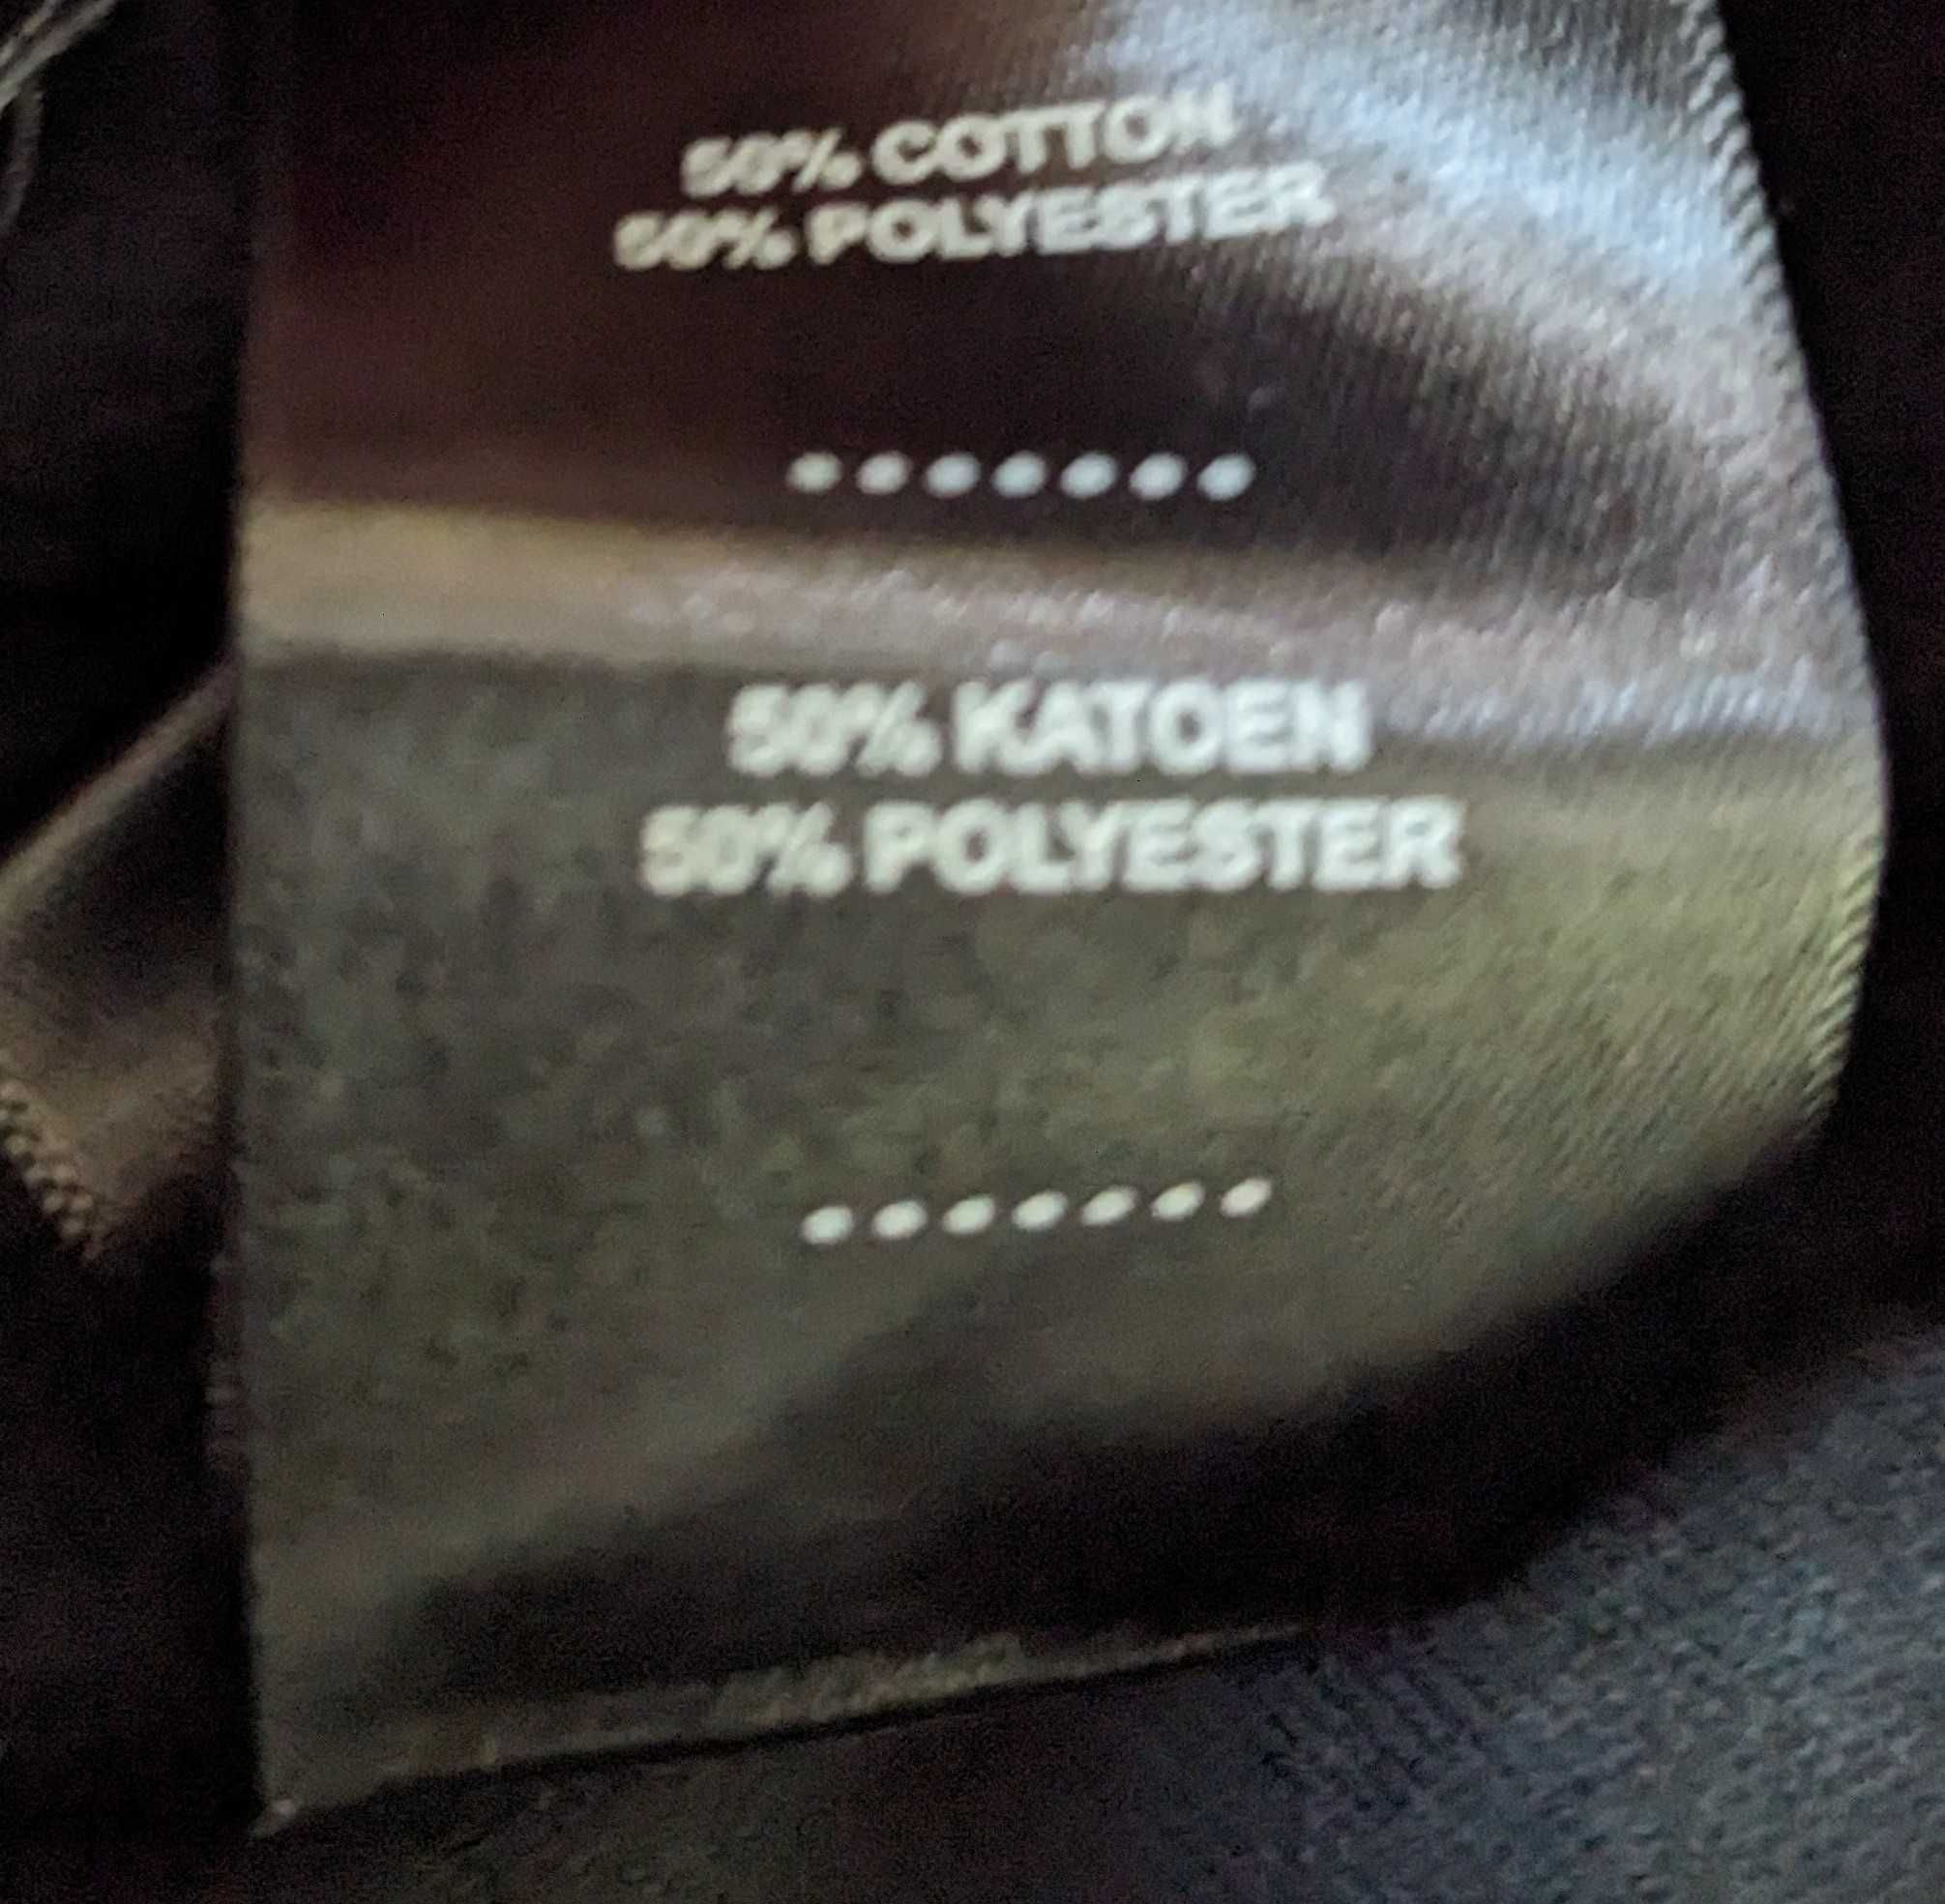 50% COTTON
50% POLYESTER
•••••••
50% KATOEN
50% POLYESTER
•••••••